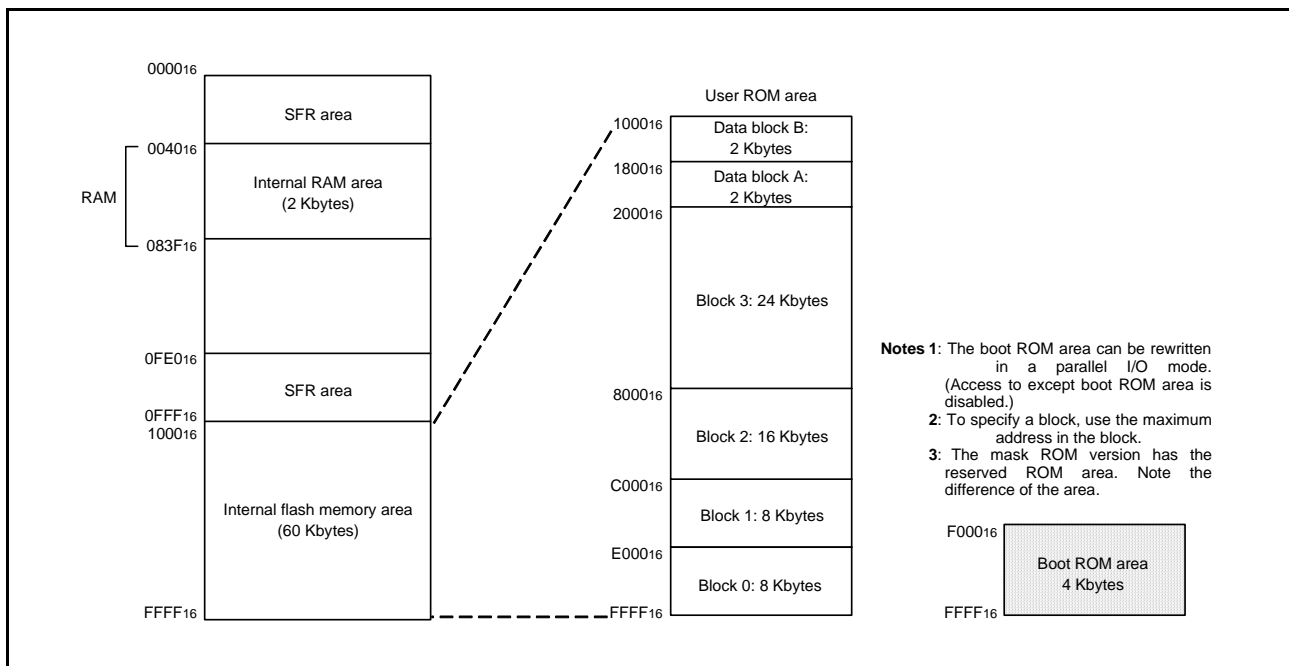 000016
SFR area
004016
RAM
Internal RAM area
(2 Kbytes)
083F16
0FE016
SFR area
0FFF16
100016
Internal flash memory area
(60 Kbytes)
FFFF16
User ROM area
100016
Data block B:
2 Kbytes
180016
Data block A:
2 Kbytes
200016
Block 3: 24 Kbytes
800016
Block 2: 16 Kbytes
C00016
Block 1: 8 Kbytes
E00016
Block 0: 8 Kbytes
FFFF16
Notes 1: The boot ROM area can be rewritten
in a parallel I/O mode.
(Access to except boot ROM area is
disabled.)
2: To specify a block, use the maximum
address in the block.
3: The mask ROM version has the
reserved ROM area. Note the
difference of the area.
F00016
Boot ROM area
4 Kbytes
FFFF16